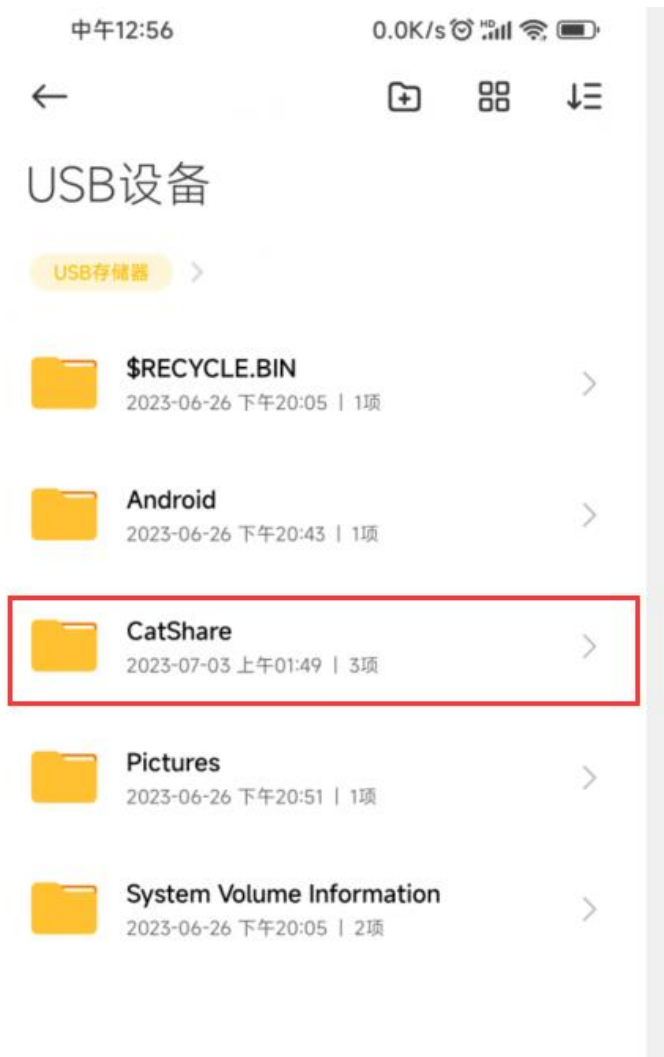 中午12:56
0.0K/s HD
USB设备
USB存储器
$RECYCLE.BIN
2023-06-26 下午20:05 | 1项
Android
2023-06-26 下午20:43 | 1项
CatShare
2023-07-03 上午01:49 | 3项
Pictures
2023-06-26 下午20:51 | 1项
System Volume Information
2023-06-26 下午20:05 | 2项